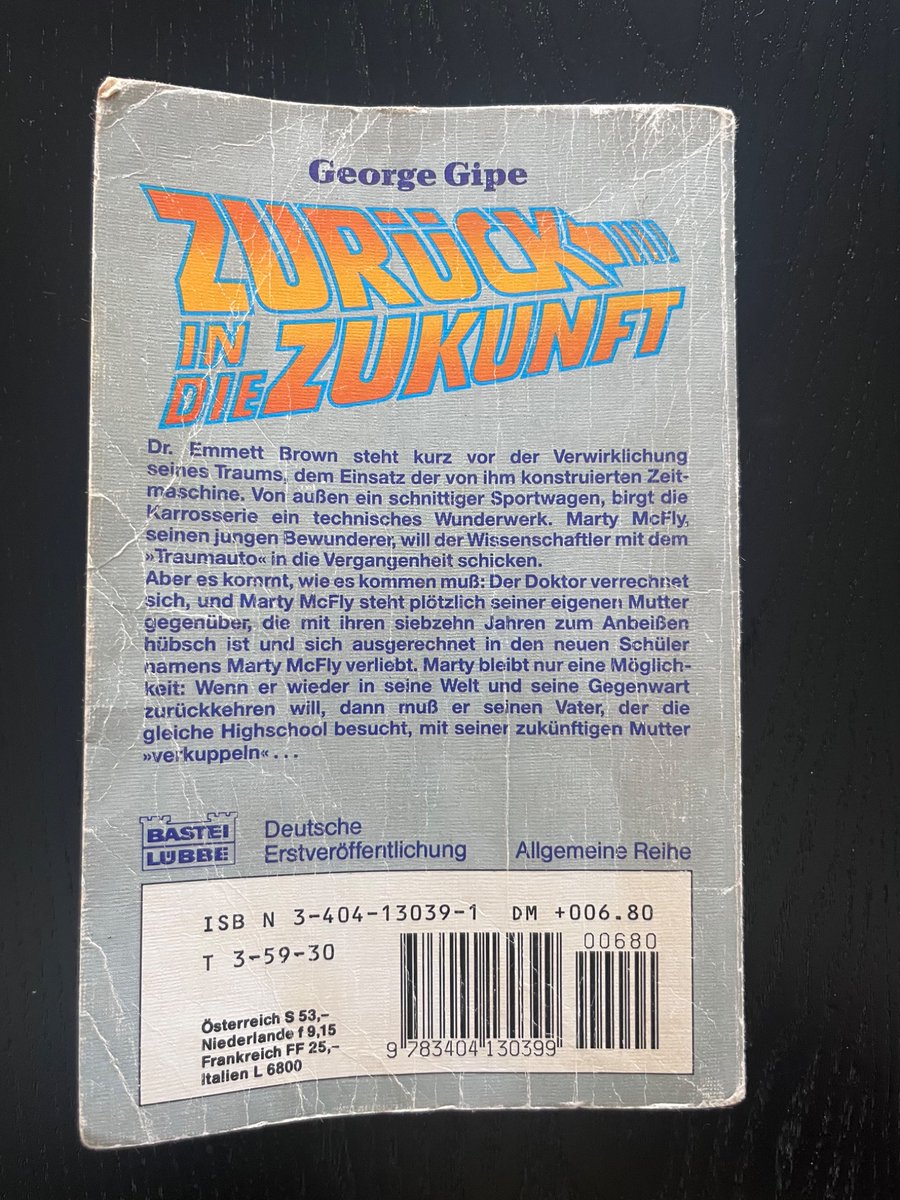 George Gipe
ZURÜCK
IN
DIE ZUKUNFT
Dr. Emmett Brown steht kurz vor der Verwirklichung
seines Traums, dem Einsatz der von ihm konstruierten Zeit-
maschine. Von außen ein schnittiger Sportwagen, birgt die
Karrosserie ein technisches Wunderwerk. Marty McFly,
seinen jungen Bewunderer, will der Wissenschaftler mit dem
»Traumauto« in die Vergangenheit schicken.
Aber es kommt, wie es kommen muß: Der Doktor verrechnet
sich, und Marty McFly steht plötzlich seiner eigenen Mutter
gegenüber, die mit ihren siebzehn Jahren zum Anbeißen
hübsch ist und sich ausgerechnet in den neuen Schüler
namens Marty McFly verliebt. Marty bleibt nur eine Möglich-
keit: Wenn er wieder in seine Welt und seine Gegenwart
zurückkehren will, dann muß er seinen Vater, der die
gleiche Highschool besucht, mit seiner zukünftigen Mutter
»verkuppeln« . . .
BASTEI
LÜBBE
Deutsche
Erstveröffentlichung
Allgemeine Reihe
ISB N 3-404-13039-1 DM +006.80
T 3-59-30
00680
Österreich S 53,-
Niederlande f 9,15
Frankreich FF 25,-
Italien L 6800
9 783404 130399